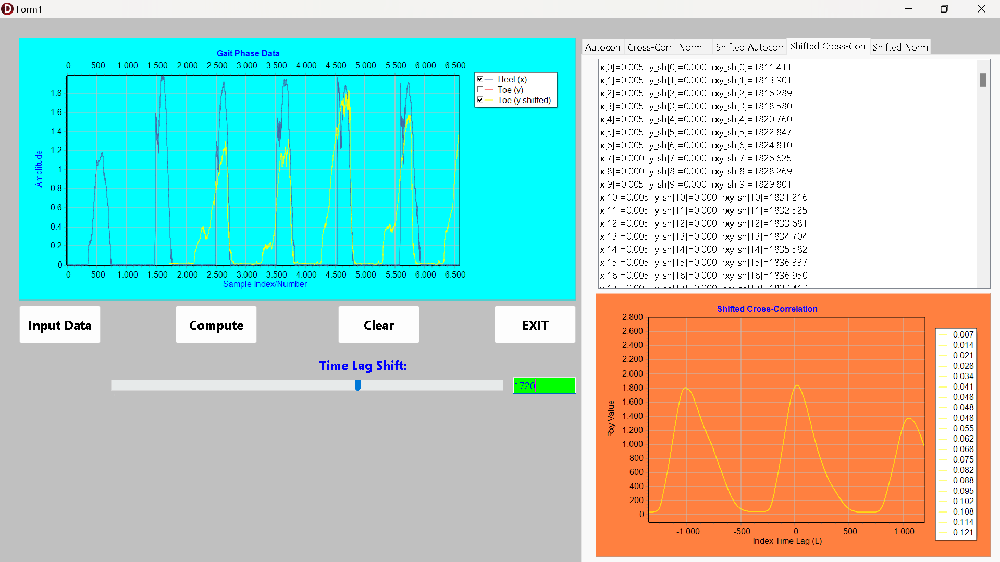 Form1
Gait Phase Data
0 500 1.000 1.500 2.000 2.500 3.000 3.500 4.000 4.500 5.000 5.500 6.000 6.500
1.8
1.6
1.4
1.2
1
0.8
0.6
0.4
0.2
0
Amplitude
0 500 1.000 1.500 2.000 2.500 3.000 3.500 4.000 4.500 5.000 5.500 6.000 6.500
Sample Index/Number
Heel (x)
Toe (y)
Toe (y shifted)
Input Data
Compute
Clear
EXIT
Time Lag Shift:
1720
Autocorr Cross-Corr Norm Shifted Autocorr Shifted Cross-Corr Shifted Norm
x[0]=0.005 y_sh[0]=0.000 rxy_sh[0]=1811.411
x[1]=0.005 y_sh[1]=0.000 rxy_sh[1]=1813.901
x[2]=0.005 y_sh[2]=0.000 rxy_sh[2]=1816.289
x[3]=0.005 y_sh[3]=0.000 rxy_sh[3]=1818.580
x[4]=0.005 y_sh[4]=0.000 rxy_sh[4]=1820.760
x[5]=0.005 y_sh[5]=0.000 rxy_sh[5]=1822.847
x[6]=0.005 y_sh[6]=0.000 rxy_sh[6]=1824.810
x[7]=0.000 y_sh[7]=0.000 rxy_sh[7]=1826.625
x[8]=0.000 y_sh[8]=0.000 rxy_sh[8]=1828.269
x[9]=0.005 y_sh[9]=0.000 rxy_sh[9]=1829.801
x[10]=0.005 y_sh[10]=0.000 rxy_sh[10]=1831.216
x[11]=0.005 y_sh[11]=0.000 rxy_sh[11]=1832.525
x[12]=0.005 y_sh[12]=0.000 rxy_sh[12]=1833.681
x[13]=0.005 y_sh[13]=0.000 rxy_sh[13]=1834.704
x[14]=0.005 y_sh[14]=0.000 rxy_sh[14]=1835.582
x[15]=0.005 y_sh[15]=0.000 rxy_sh[15]=1836.337
x[16]=0.005 y_sh[16]=0.000 rxy_sh[16]=1836.950
x[17]=0.005 y_sh[17]=0.000 rxy_sh[17]=1837.417
Shifted Cross-Correlation
2.800
2.600
2.400
2.200
2.000
1.800
1.600
1.400
1.200
1.000
800
600
400
200
0
Rxy Value
-1.000 -500 0 500 1.000
Index Time Lag (L)
0.007
0.014
0.021
0.028
0.034
0.041
0.048
0.048
0.048
0.055
0.062
0.068
0.075
0.082
0.088
0.095
0.102
0.108
0.114
0.121